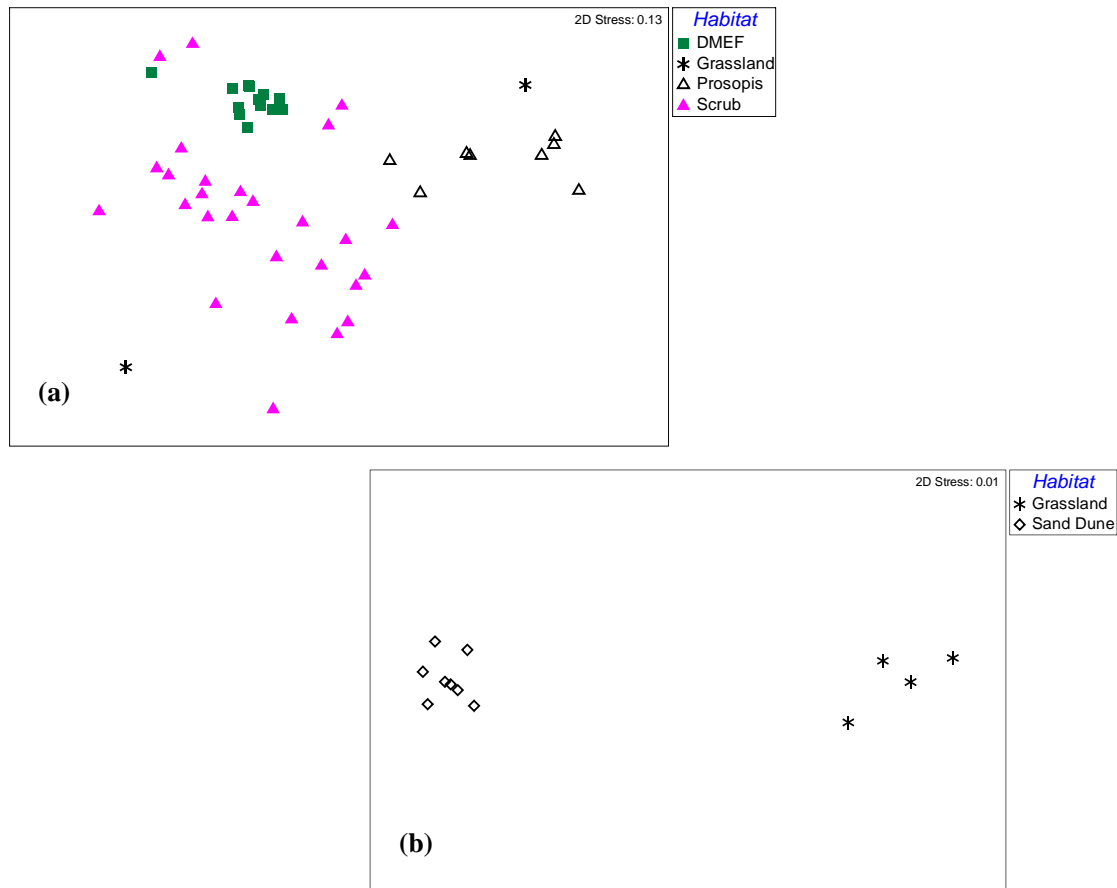 2D Stress: 0.13
Habitat
DMEF
Grassland
Prosopis
Scrub
(a)
2D Stress: 0.01
Habitat
Grassland
Sand Dune
(b)